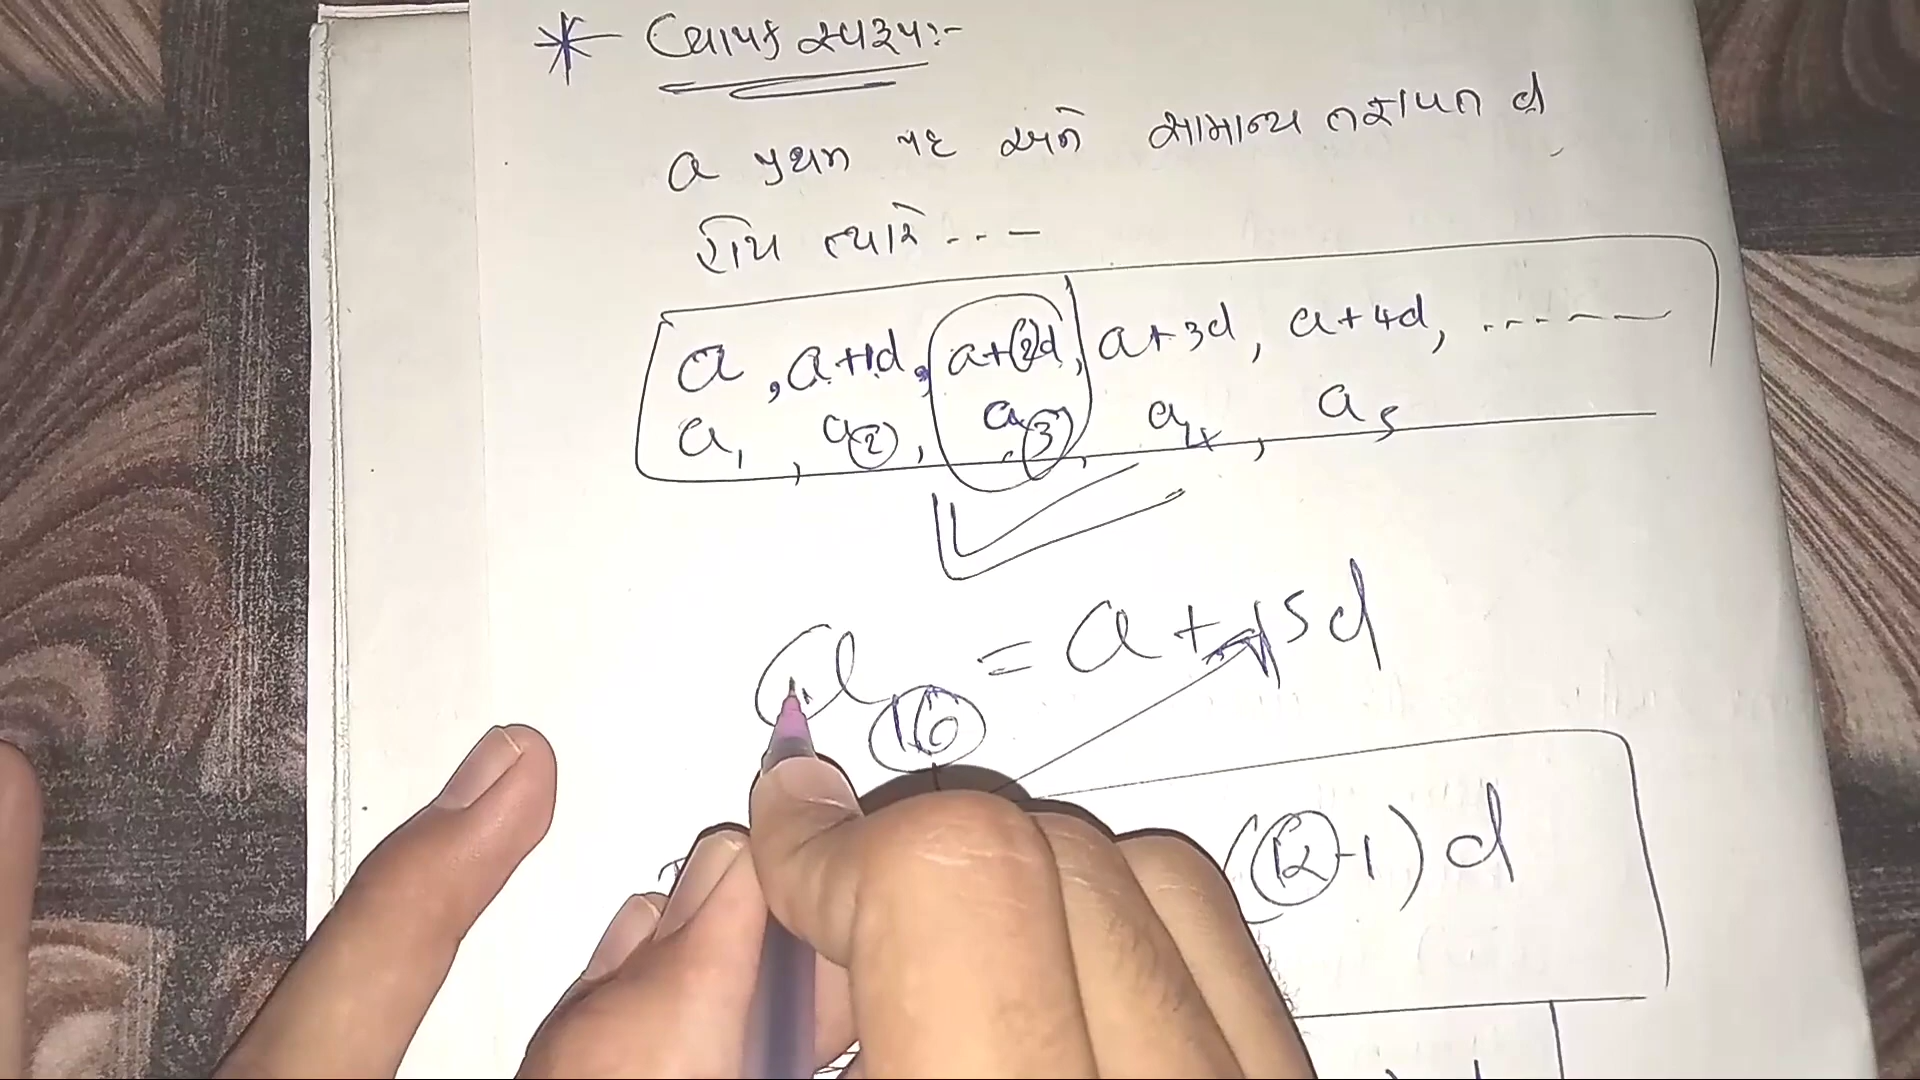 * વ્યાપક સ્વરૂપ:-
a પ્રથમ પદ અને સામાન્ય તફાવત d
હોય ત્યારે ---
a, a+1d, a+2d, a+3d, a+4d, ------
a₁, a₂, a₃, a₄, a₅
a₁₆ = a + 15d
(12-1)d